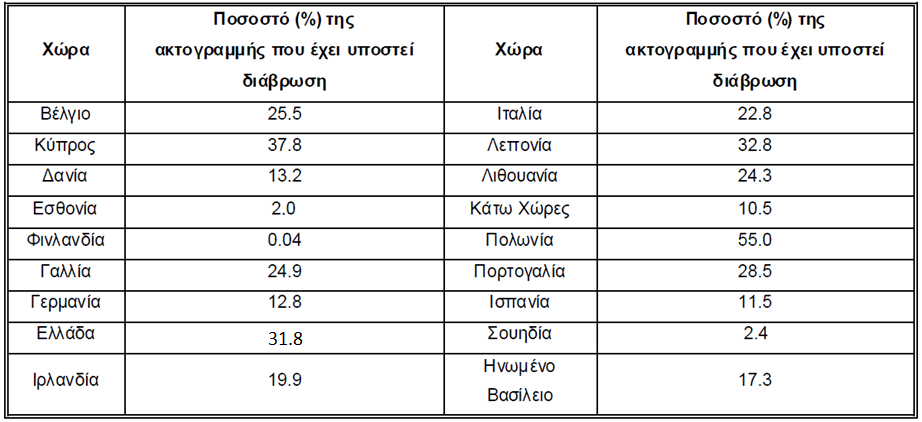 Χώρα
Ποσοστό (%) της
ακτογραμμής που έχει υποστεί
διάβρωση
Χώρα
Ποσοστό (%) της
ακτογραμμής που έχει υποστεί
διάβρωση
Βέλγιο 25.5 Ιταλία 22.8
Κύπρος 37.8 Λεπονία 32.8
Δανία 13.2 Λιθουανία 24.3
Εσθονία 2.0 Κάτω Χώρες 10.5
Φινλανδία 0.04 Πολωνία 55.0
Γαλλία 24.9 Πορτογαλία 28.5
Γερμανία 12.8 Ισπανία 11.5
Ελλάδα 31.8 Σουηδία 2.4
Ιρλανδία 19.9 Ηνωμένο
Βασίλειο 17.3